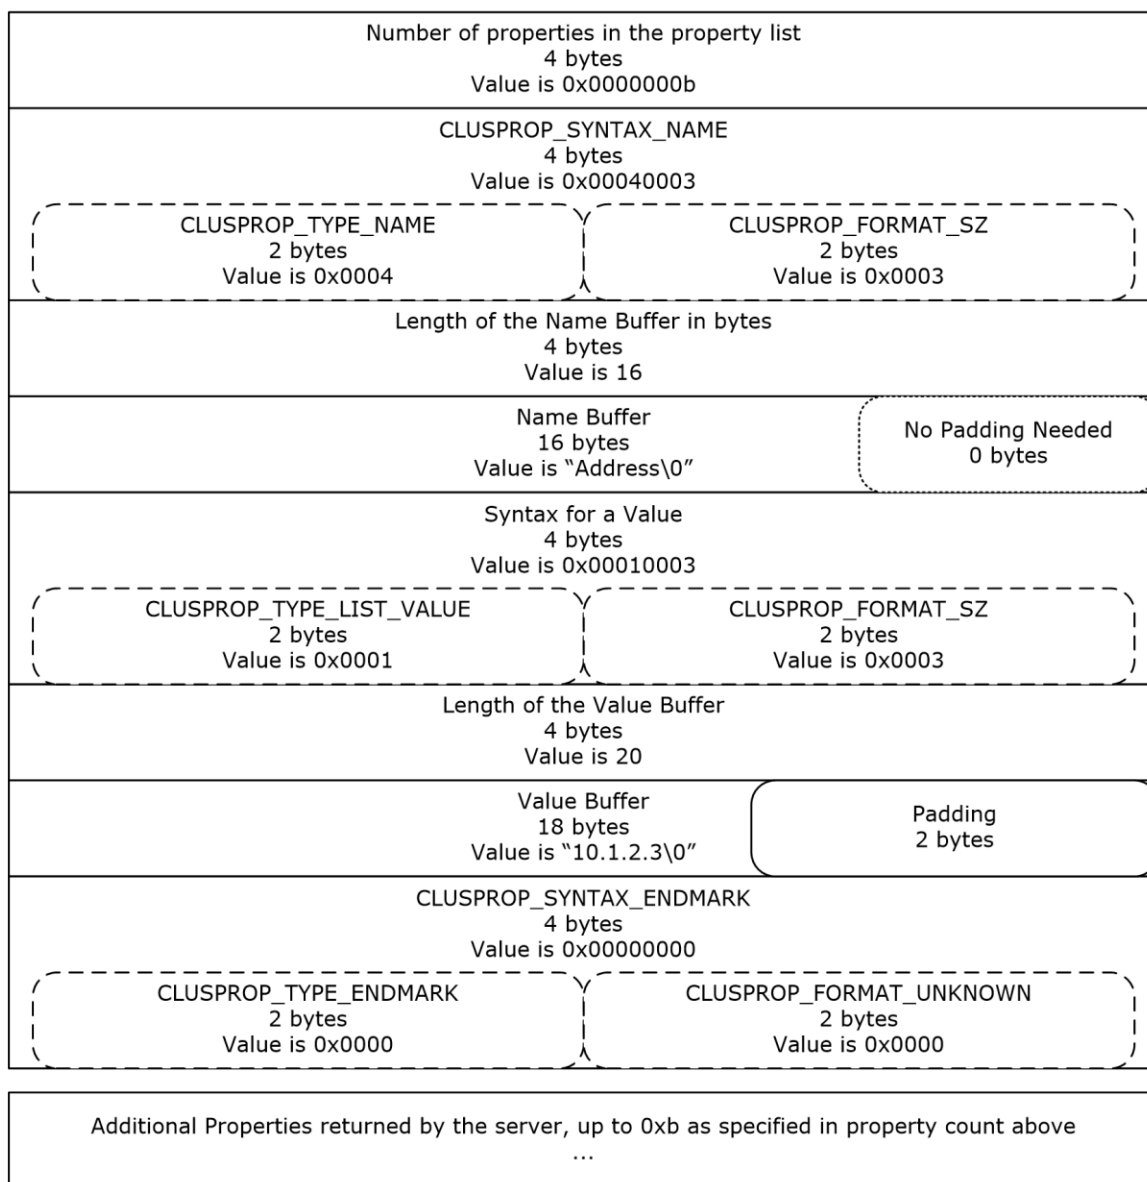 Number of properties in the property list
4 bytes
Value is 0x0000000b
CLUSPROP_SYNTAX_NAME
4 bytes
Value is 0x00040003
CLUSPROP_TYPE_NAME
2 bytes
Value is 0x0004
CLUSPROP_FORMAT_SZ
2 bytes
Value is 0x0003
Length of the Name Buffer in bytes
4 bytes
Value is 16
Name Buffer
16 bytes
Value is “Address\0”
No Padding Needed
0 bytes
Syntax for a Value
4 bytes
Value is 0x00010003
CLUSPROP_TYPE_LIST_VALUE
2 bytes
Value is 0x0001
CLUSPROP_FORMAT_SZ
2 bytes
Value is 0x0003
Length of the Value Buffer
4 bytes
Value is 20
Value Buffer
18 bytes
Value is “10.1.2.3\0”
Padding
2 bytes
CLUSPROP_SYNTAX_ENDMARK
4 bytes
Value is 0x00000000
CLUSPROP_TYPE_ENDMARK
2 bytes
Value is 0x0000
CLUSPROP_FORMAT_UNKNOWN
2 bytes
Value is 0x0000
Additional Properties returned by the server, up to 0xb as specified in property count above
...